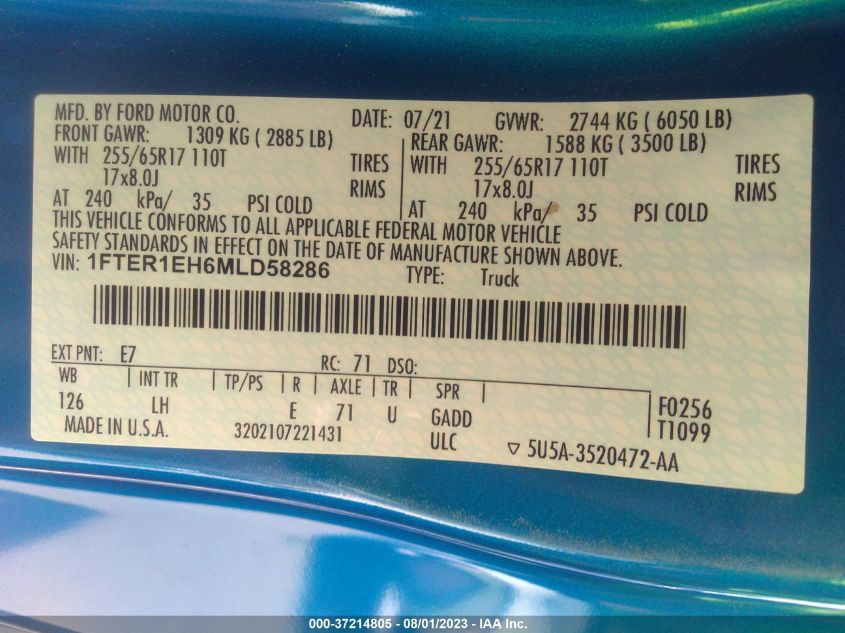 MFD. BY FORD MOTOR CO. DATE: 07/21 GVWR: 2744 KG ( 6050 LB)
FRONT GAWR: 1309 KG ( 2885 LB) REAR GAWR: 1588 KG ( 3500 LB)
WITH 255/65R17 110T TIRES WITH 255/65R17 110T TIRES
17x8.0J RIMS 17x8.0J RIMS
AT 240 kPa/ 35 PSI COLD AT 240 kPa/ 35 PSI COLD
THIS VEHICLE CONFORMS TO ALL APPLICABLE FEDERAL MOTOR VEHICLE
SAFETY STANDARDS IN EFFECT ON THE DATE OF MANUFACTURE SHOWN ABOVE.
VIN: 1FTER1EH6MLD58286 TYPE: Truck
EXT PNT: E7 RC: 71 DSO:
WB INT TR TP/PS R AXLE TR SPR
126 LH E 71 U GADD F0256
MADE IN U.S.A. 3202107221431 ULC T1099
5U5A-3520472-AA
000-37214805 - 08/01/2023 - IAA Inc.